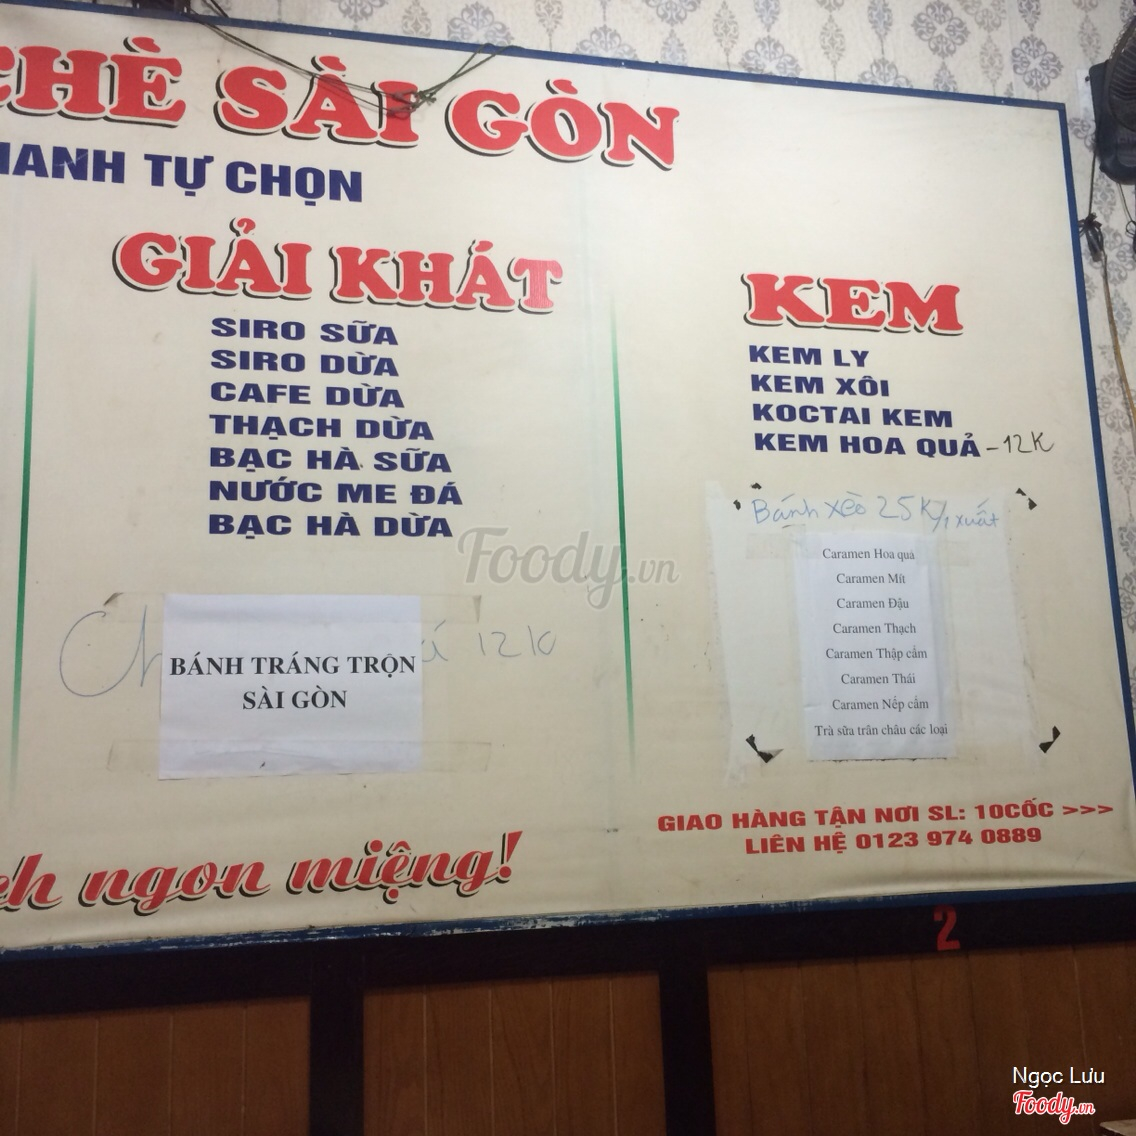 CHÈ SÀI GÒN
TỰ CHỌN
GIẢI KHÁT
SIRO SỮA
SIRO DỪA
CAFE DỪA
THẠCH DỪA
BẠC HÀ SỮA
NƯỚC ME ĐÁ
BẠC HÀ DỪA
12K
BÁNH TRÁNG TRỘN
SÀI GÒN
ngon miệng!
KEM
KEM LY
KEM XÔI
KOCTAI KEM
KEM HOA QUẢ - 12K
Bánh xèo 25K/1 xuất
Caramen Hoa quả
Caramen Mít
Caramen Đậu
Caramen Thạch
Caramen Thập cẩm
Caramen Thái
Caramen Nếp cẩm
Trà sữa trân châu các loại
GIAO HÀNG TẬN NƠI SL: 10CỐC >>>
LIÊN HỆ 0123 974 0889
2
Foody.vn
Ngọc Lưu
Foody.vn